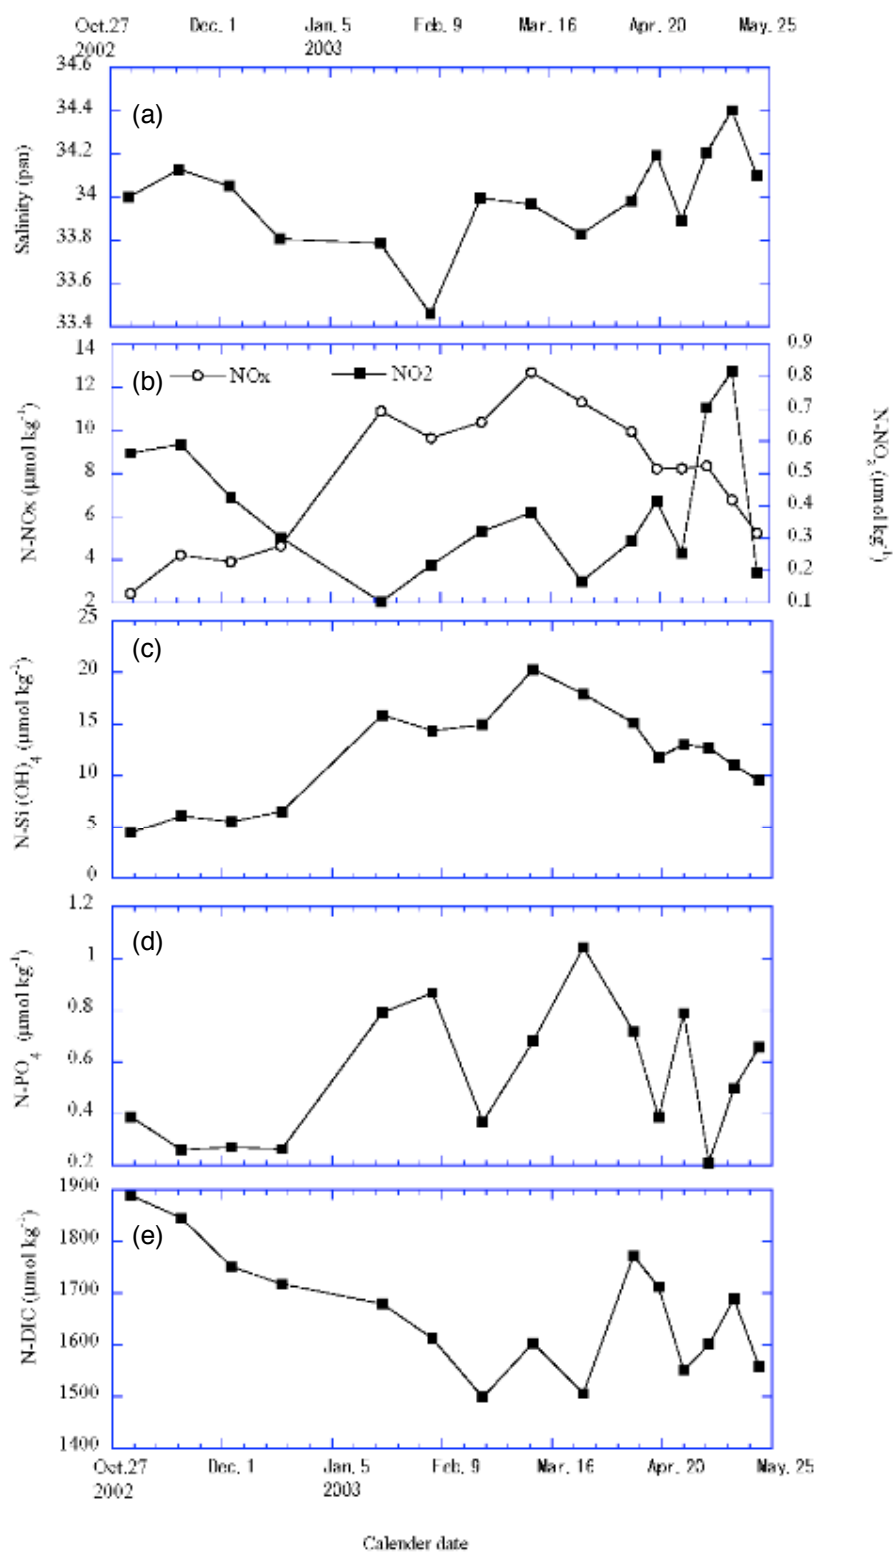 Oct.27 Dec. 1 Jan. 5 Feb. 9 Mar. 16 Apr. 20 May. 25
2002 2003
34.6
(a)
34.4
34.2
34
33.8
33.6
33.4
Salinity (psu)
14 0.9
(b) NOx NO2
12 0.8
0.7
10 0.6
8 0.5
0.4
6 0.3
4 0.2
2 0.1
N-NOx (μmol kg-1)
N-NO2 (μmol kg-1)
25
(c)
20
15
10
5
0
N-Si (OH)4 (μmol kg-1)
1.2
(d)
1
0.8
0.6
0.4
0.2
N-PO4 (μmol kg-1)
1900
(e)
1800
1700
1600
1500
1400
N-DIC (μmol kg-1)
Oct.27 Dec. 1 Jan. 5 Feb. 9 Mar. 16 Apr. 20 May. 25
2002 2003
Calender date